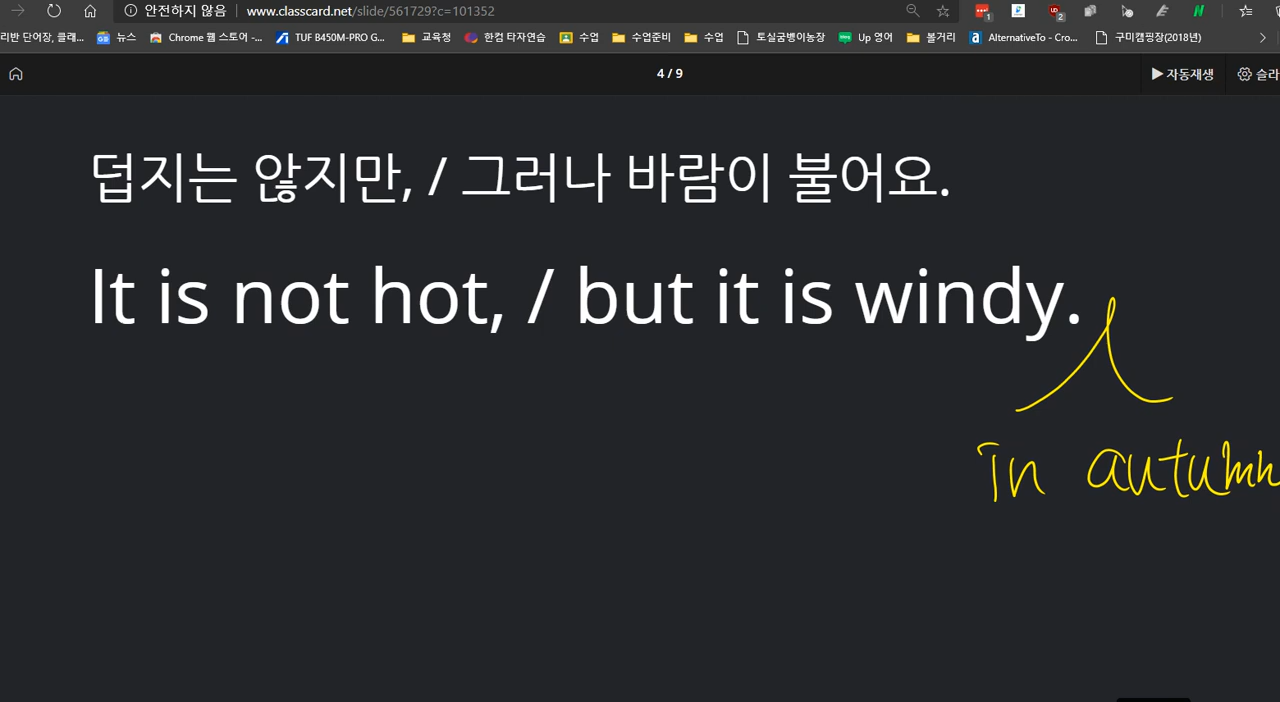 안전하지 않음 | www.classcard.net/slide/561729?c=101352
1 2
리반 단어장, 클래... 뉴스 Chrome 웹 스토어 -... TUF B450M-PRO G... 교육청 한컴 타자연습 수업 수업준비 수업 토실굼뱅이농장 Up 영어 볼거리 AlternativeTo - Cro... 구미캠핑장(2018년)
4 / 9 자동재생 슬라
덥지는 않지만, / 그러나 바람이 불어요.
It is not hot, / but it is windy.
in autumn